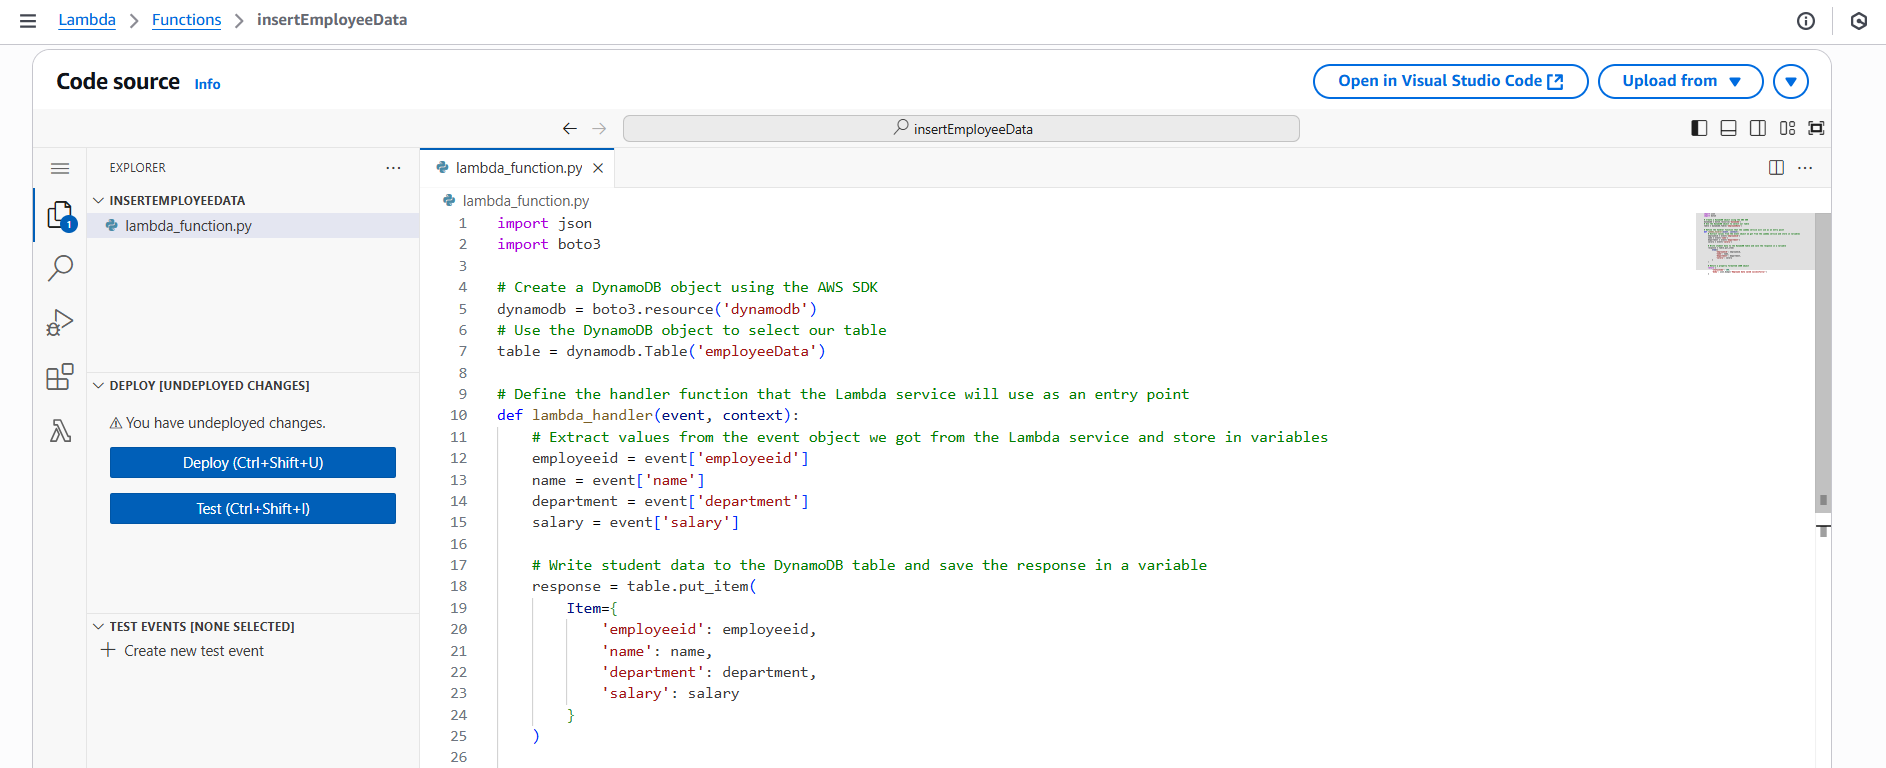 Lambda > Functions > insertEmployeeData
Code source Info
Open in Visual Studio Code
Upload from
insertEmployeeData
EXPLORER
INSERTEMPLOYEEDATA
1
lambda_function.py
DEPLOY [UNDEPLOYED CHANGES]
You have undeployed changes.
Deploy (Ctrl+Shift+U)
Test (Ctrl+Shift+I)
TEST EVENTS [NONE SELECTED]
Create new test event
lambda_function.py
lambda_function.py
1 import json
2 import boto3
3
4 # Create a DynamoDB object using the AWS SDK
5 dynamodb = boto3.resource('dynamodb')
6 # Use the DynamoDB object to select our table
7 table = dynamodb.Table('employeeData')
8
9 # Define the handler function that the Lambda service will use as an entry point
10 def lambda_handler(event, context):
11     # Extract values from the event object we got from the Lambda service and store in variables
12     employeeid = event['employeeid']
13     name = event['name']
14     department = event['department']
15     salary = event['salary']
16
17     # Write student data to the DynamoDB table and save the response in a variable
18     response = table.put_item(
19         Item={
20             'employeeid': employeeid,
21             'name': name,
22             'department': department,
23             'salary': salary
24         }
25     )
26